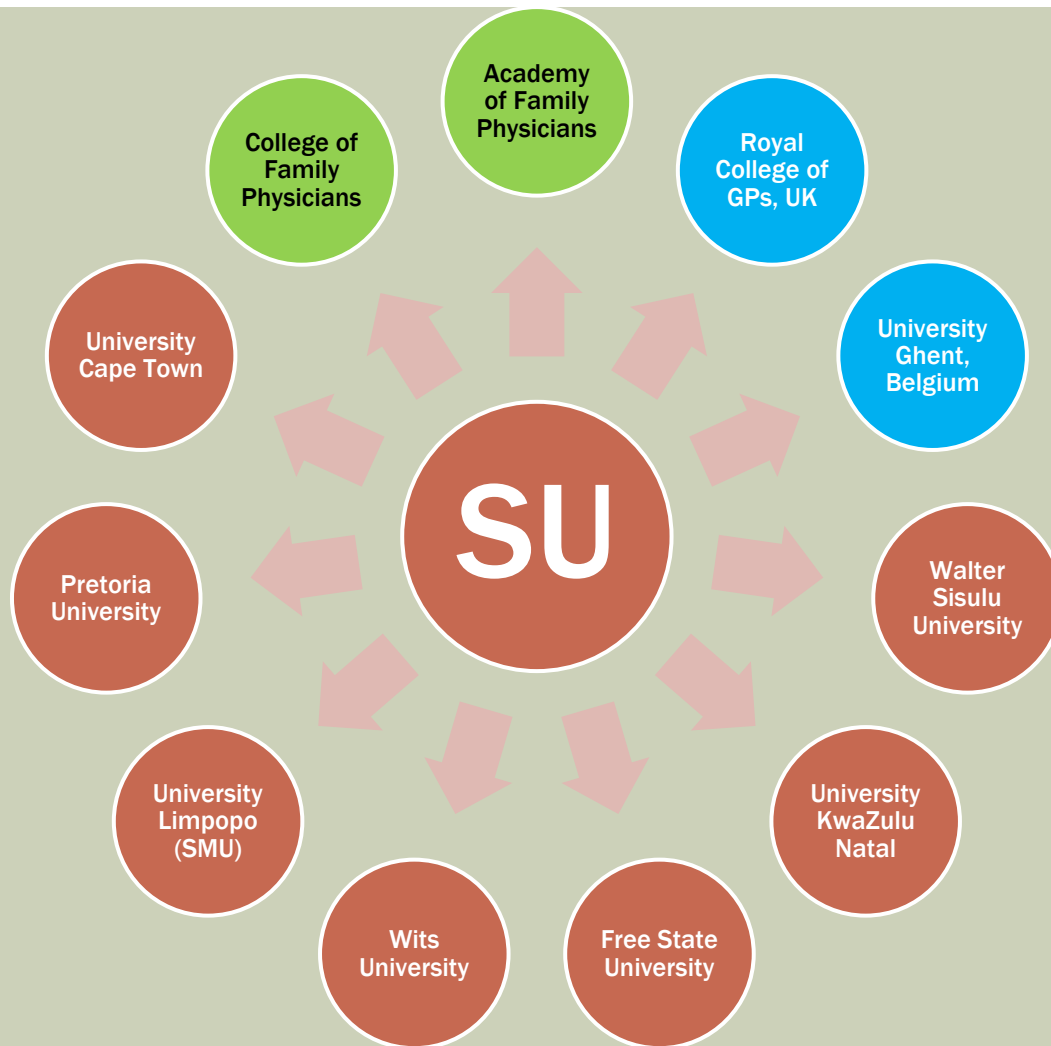 Academy
of Family
Physicians
College of
Family
Physicians
Royal
College of
GPs, UK
University
Cape Town
University
Ghent,
Belgium
SU
Pretoria
University
Walter
Sisulu
University
University
Limpopo
(SMU)
University
KwaZulu
Natal
Wits
University
Free State
University